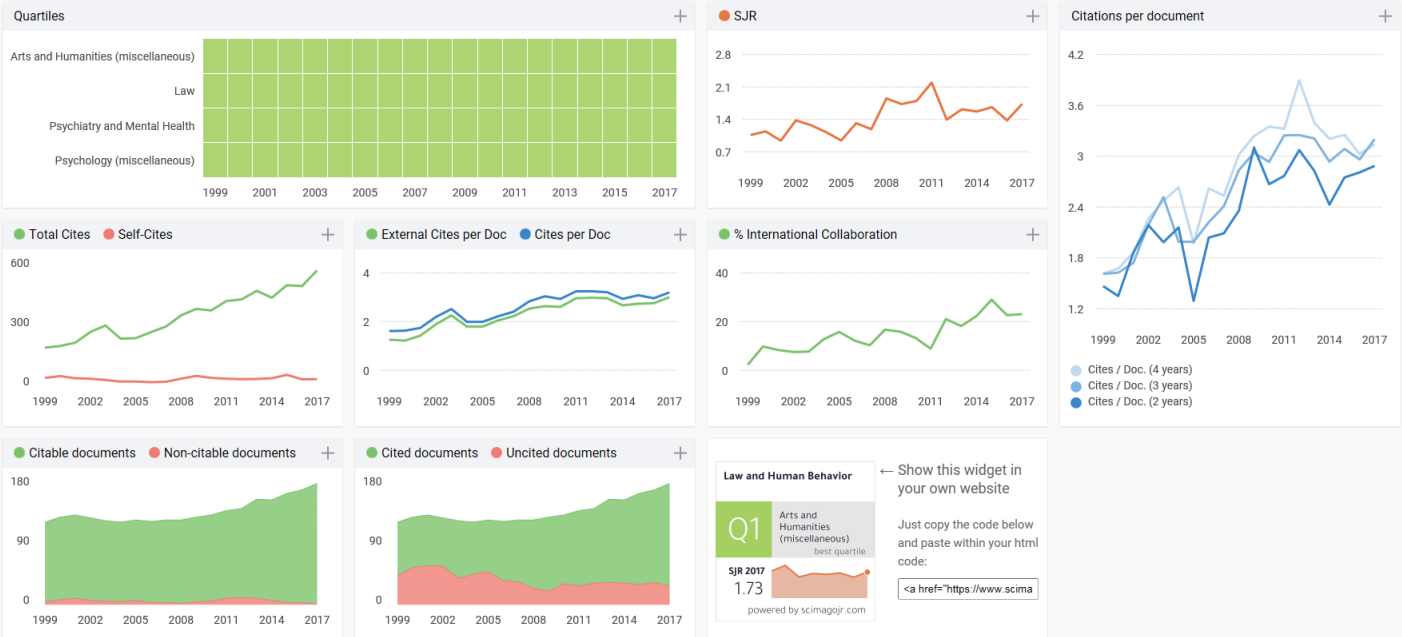 Quartiles
Arts and Humanities (miscellaneous)
Law
Psychiatry and Mental Health
Psychology (miscellaneous)
1999 2001 2003 2005 2007 2009 2011 2013 2015 2017
SJR
2.8
2.1
1.4
0.7
1999 2002 2005 2008 2011 2014 2017
Citations per document
4.2
3.6
3
2.4
1.8
1.2
1999 2002 2005 2008 2011 2014 2017
Cites / Doc. (4 years)
Cites / Doc. (3 years)
Cites / Doc. (2 years)
Total Cites Self-Cites
600
300
0
1999 2002 2005 2008 2011 2014 2017
External Cites per Doc Cites per Doc
4
2
0
1999 2002 2005 2008 2011 2014 2017
% International Collaboration
40
20
0
1999 2002 2005 2008 2011 2014 2017
Citable documents Non-citable documents
180
90
0
1999 2002 2005 2008 2011 2014 2017
Cited documents Uncited documents
180
90
0
1999 2002 2005 2008 2011 2014 2017
Law and Human Behavior
Q1
Arts and
Humanities
(miscellaneous)
best quartile
SJR 2017
1.73
powered by scimagojr.com
← Show this widget in
your own website
Just copy the code below
and paste within your html
code:
<a href="https://www.scima